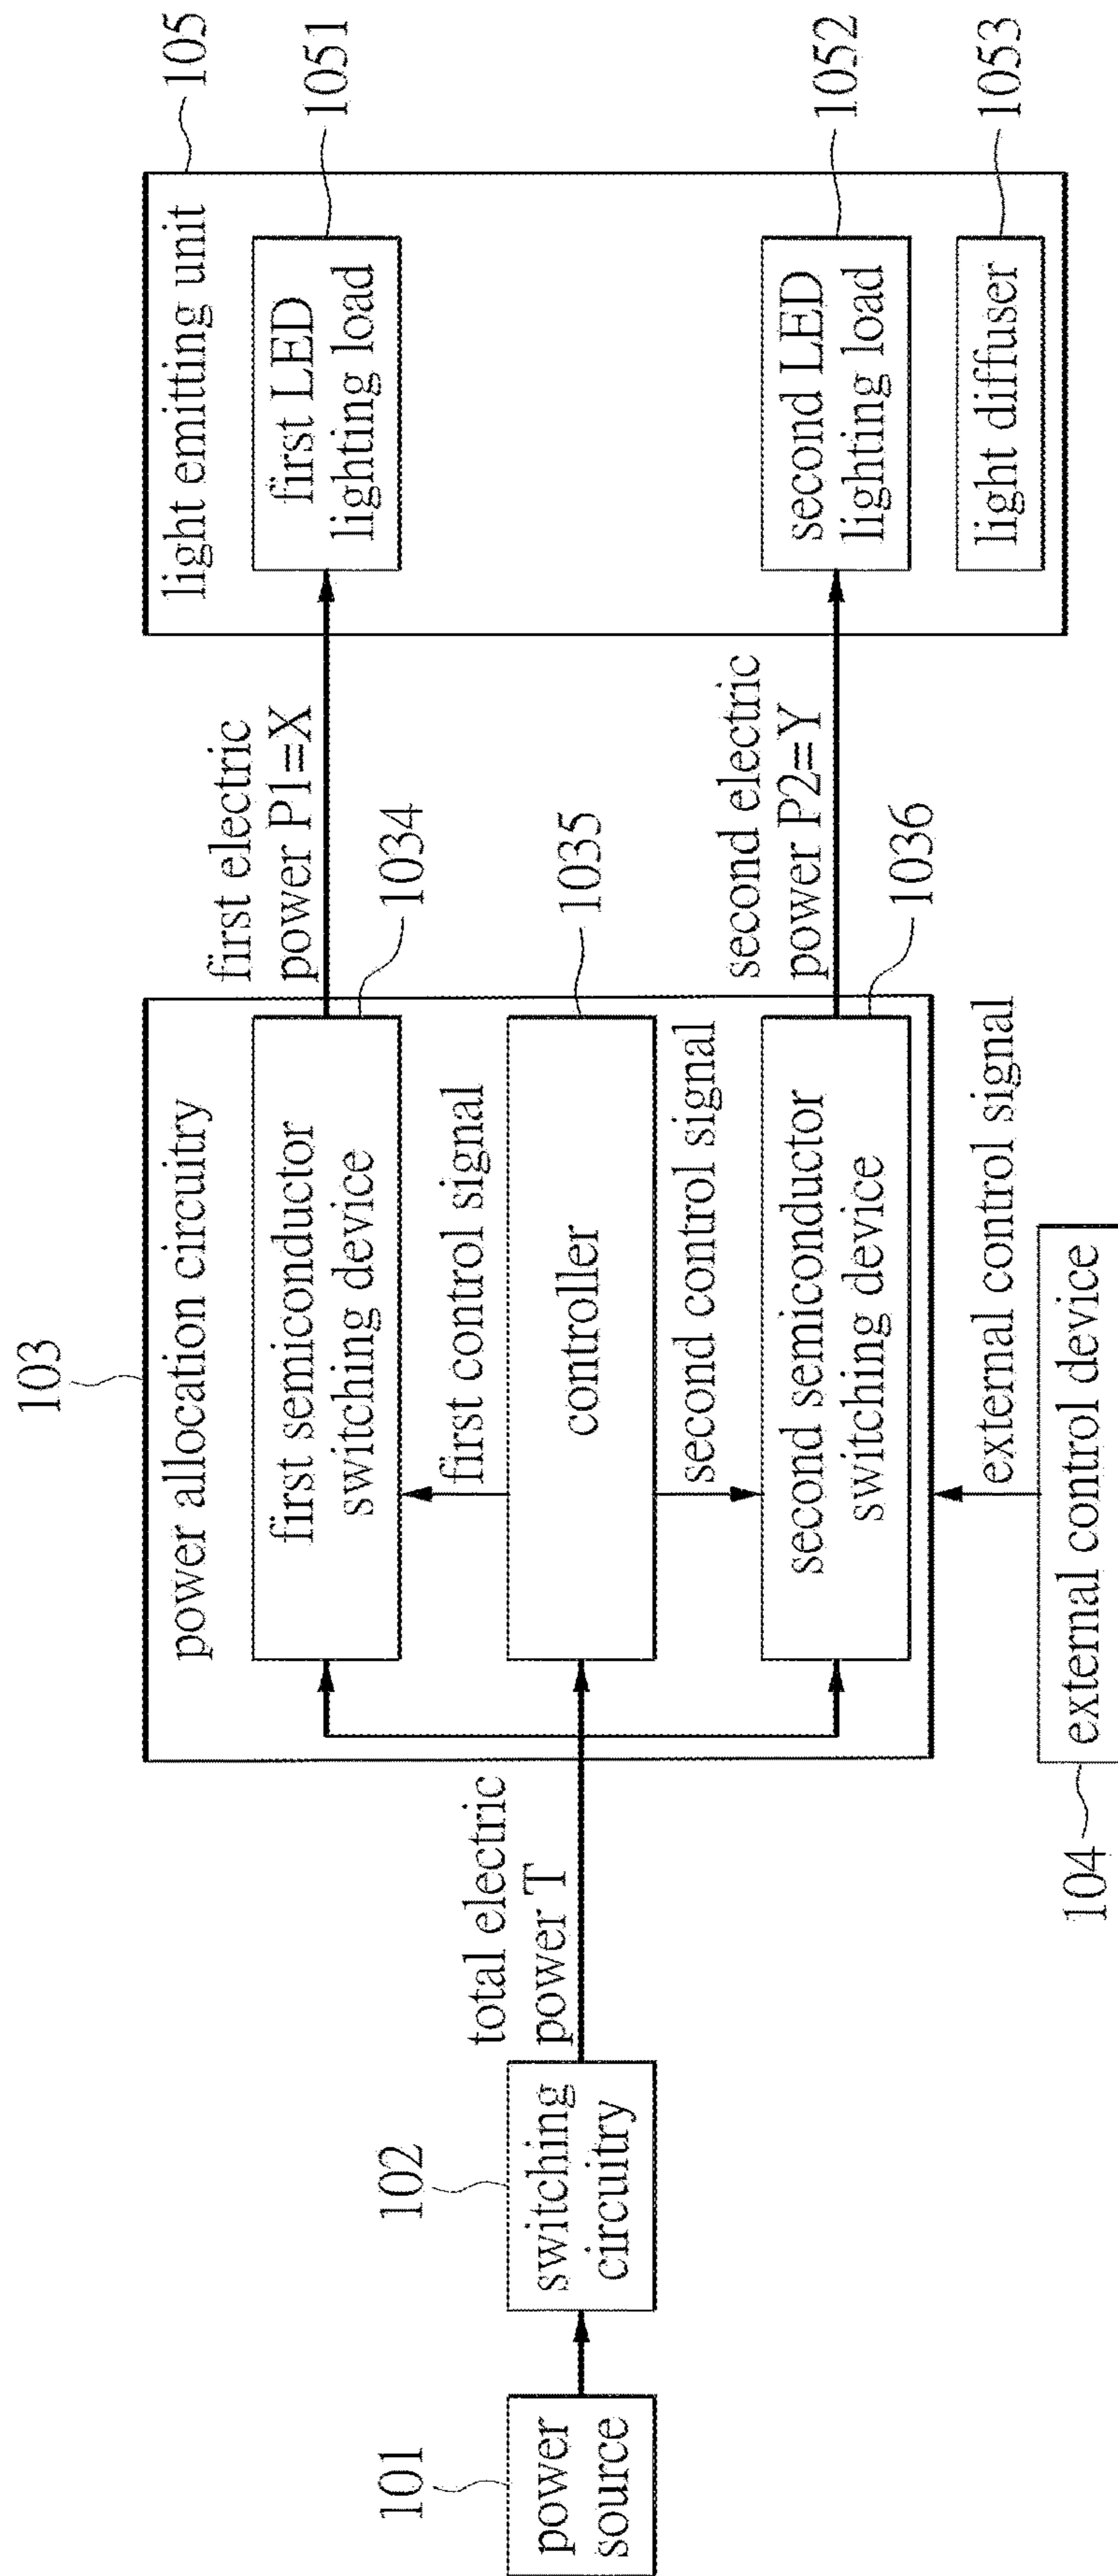 101
power
source
102
switching
circuitry
total electric
power T
103
power allocation circuitry
first semiconductor
switching device
first control signal
controller
second control signal
second semiconductor
switching device
external control signal
104
external control device
first electric
power P1=X
1034
1035
second electric
power P2=Y
1036
105
light emitting unit
first LED
lighting load
1051
second LED
lighting load
1052
light diffuser
1053